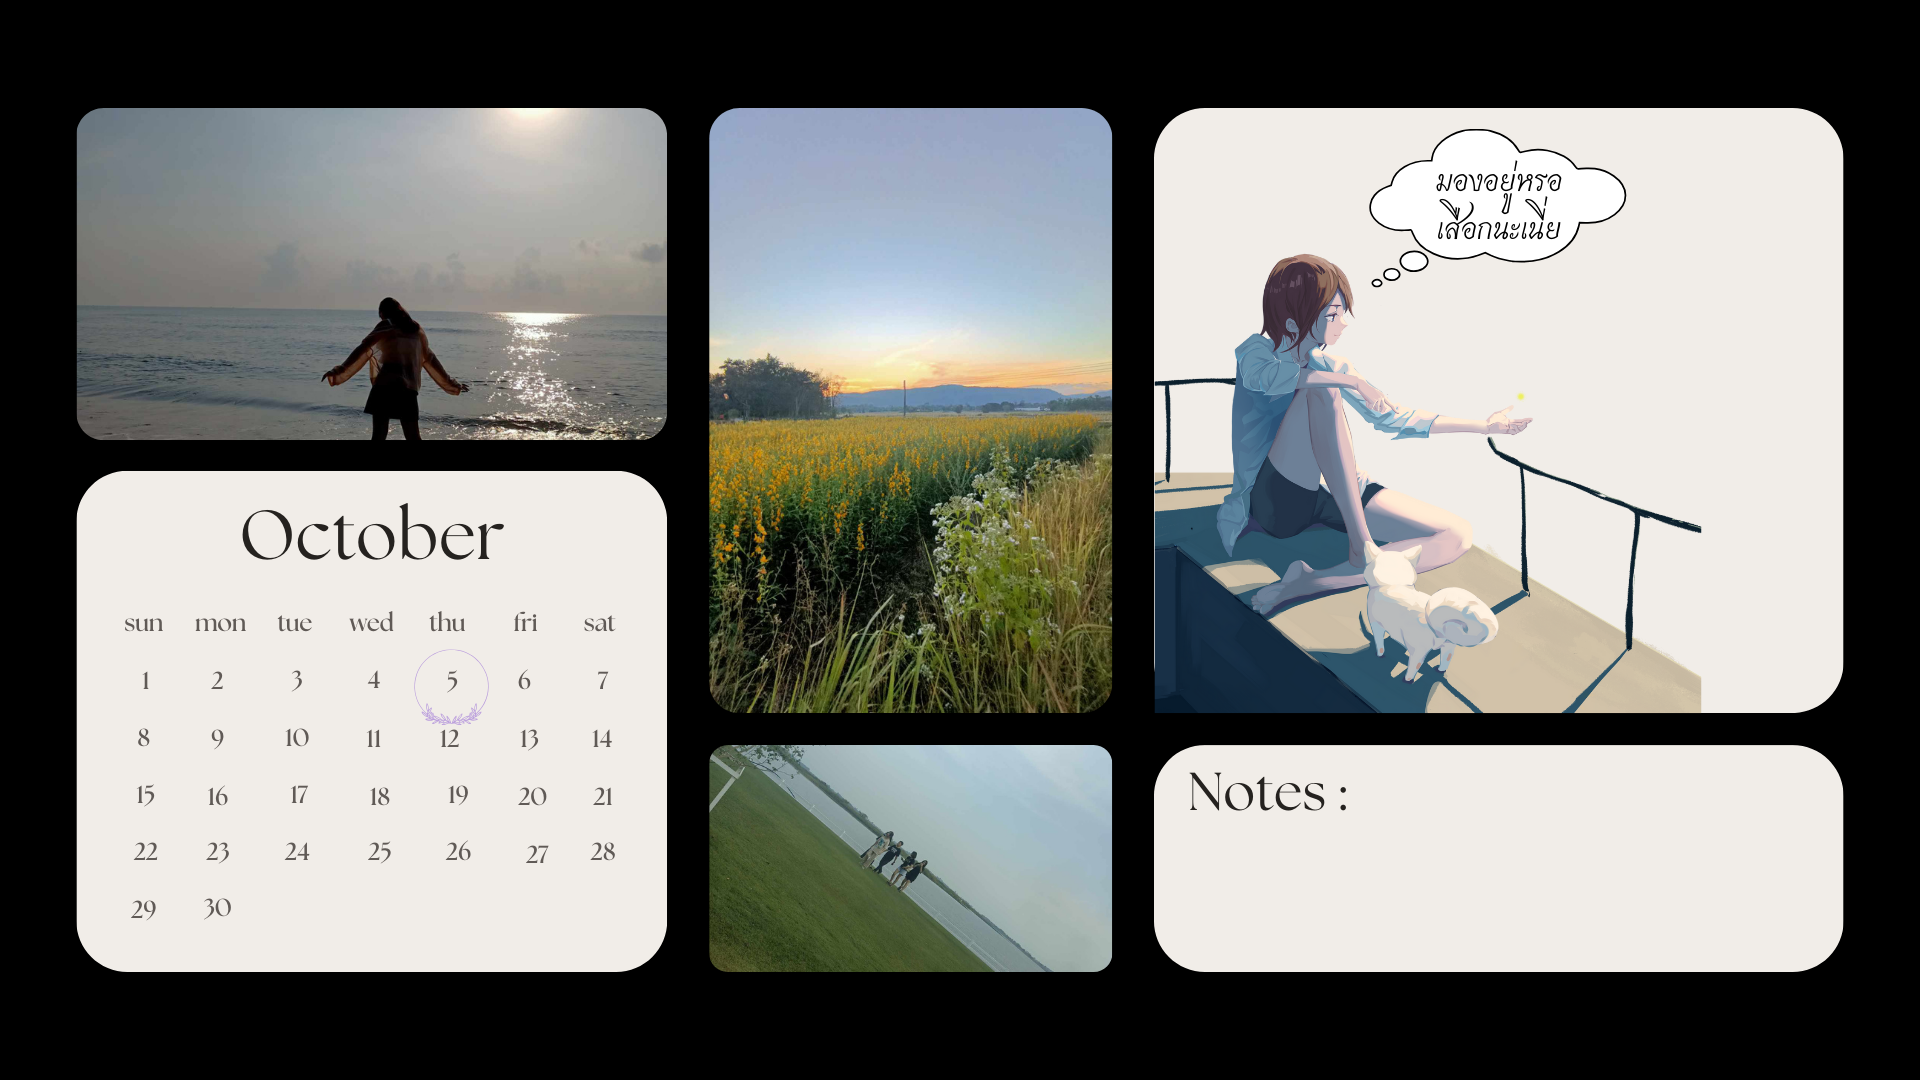 มองอยู่หรอ
เสือกนะเนี่ย
October
sun mon tue wed thu fri sat
1 2 3 4 5 6 7
8 9 10 11 12 13 14
15 16 17 18 19 20 21
22 23 24 25 26 27 28
29 30
Notes :